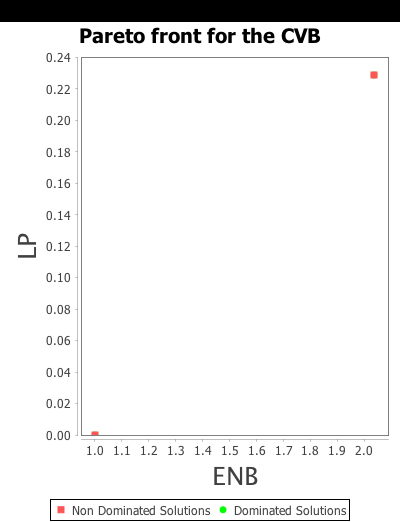 Pareto front for the CVB
0.24
0.22
0.20
0.18
0.16
0.14
LP
0.12
0.10
0.08
0.06
0.04
0.02
0.00
1.0 1.1 1.2 1.3 1.4 1.5 1.6 1.7 1.8 1.9 2.0
ENB
Non Dominated Solutions Dominated Solutions